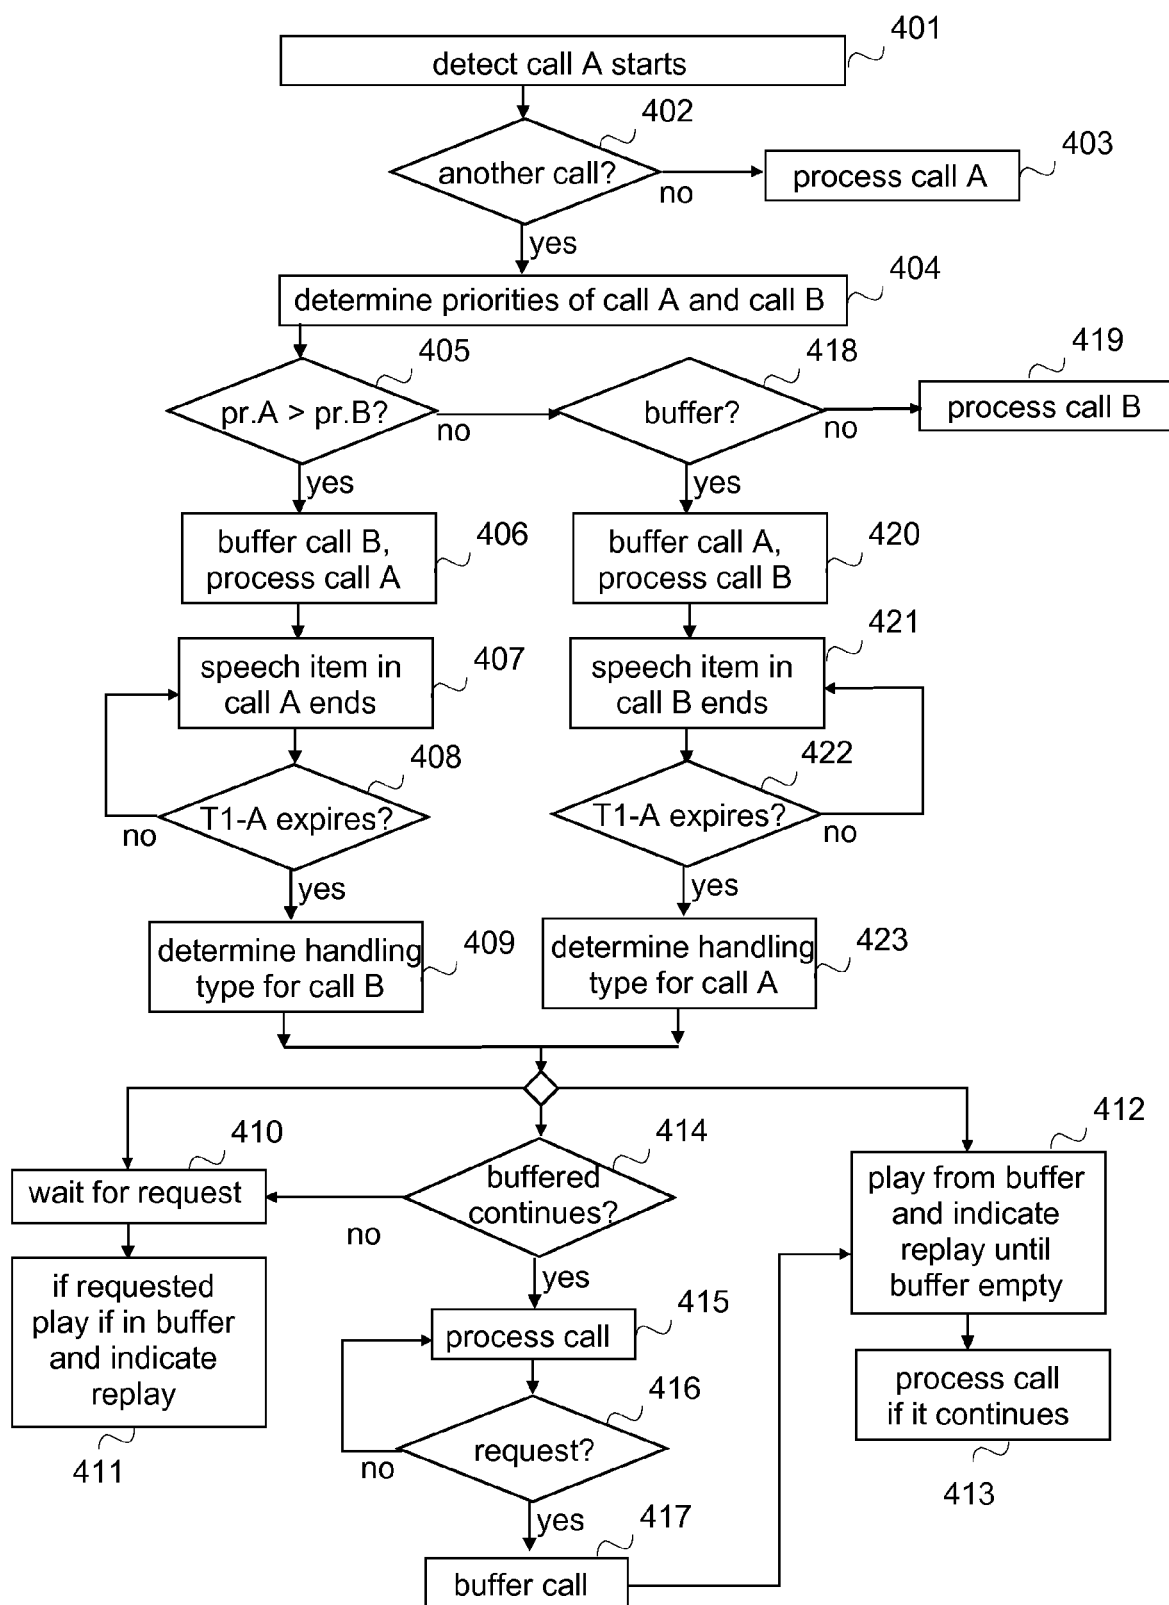 401
detect call A starts
402
another call?
no
403
process call A
yes
404
determine priorities of call A and call B
405
pr.A > pr.B?
no
418
buffer?
no
419
process call B
yes
yes
buffer call B,
process call A
406
buffer call A,
process call B
420
speech item in
call A ends
407
speech item in
call B ends
421
408
T1-A expires?
no
422
T1-A expires?
no
yes
yes
determine handling
type for call B
409
determine handling
type for call A
423
410
wait for request
414
buffered
continues?
no
412
play from buffer
and indicate
replay until
buffer empty
if requested
play if in buffer
and indicate
replay
411
yes
415
process call
416
request?
no
process call
if it continues
413
yes
417
buffer call